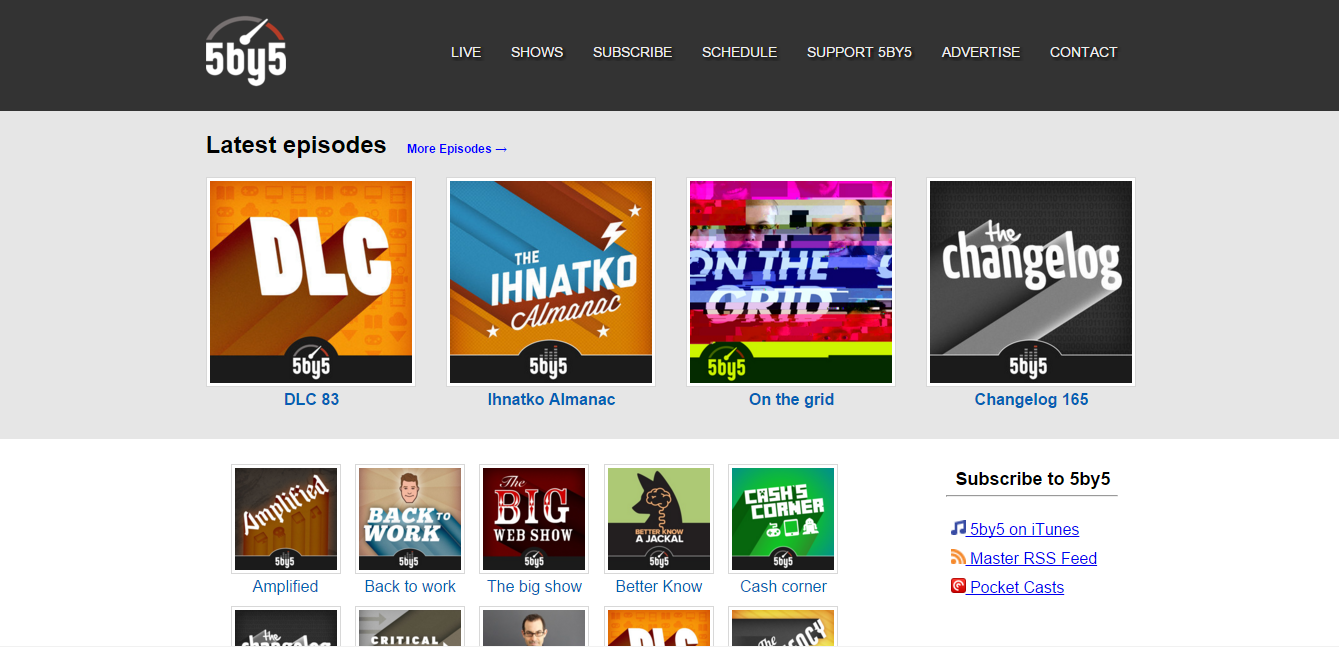 5by5
LIVE SHOWS SUBSCRIBE SCHEDULE SUPPORT 5BY5 ADVERTISE CONTACT
Latest episodes More Episodes →
DLC
5by5
DLC 83
THE
IHNATKO
Almanac
5by5
Ihnatko Almanac
ON THE
GRID
5by5
On the grid
the
changelog
5by5
Changelog 165
Amplified
5by5
Amplified
BACK TO
WORK
5by5
Back to work
The
BIG
WEB SHOW
5by5
The big show
BETTER KNOW
A JACKAL
5by5
Better Know
CASH'S
CORNER
5by5
Cash corner
Subscribe to 5by5
5by5 on iTunes
Master RSS Feed
Pocket Casts
the
changelog
CRITICAL
DLC
The